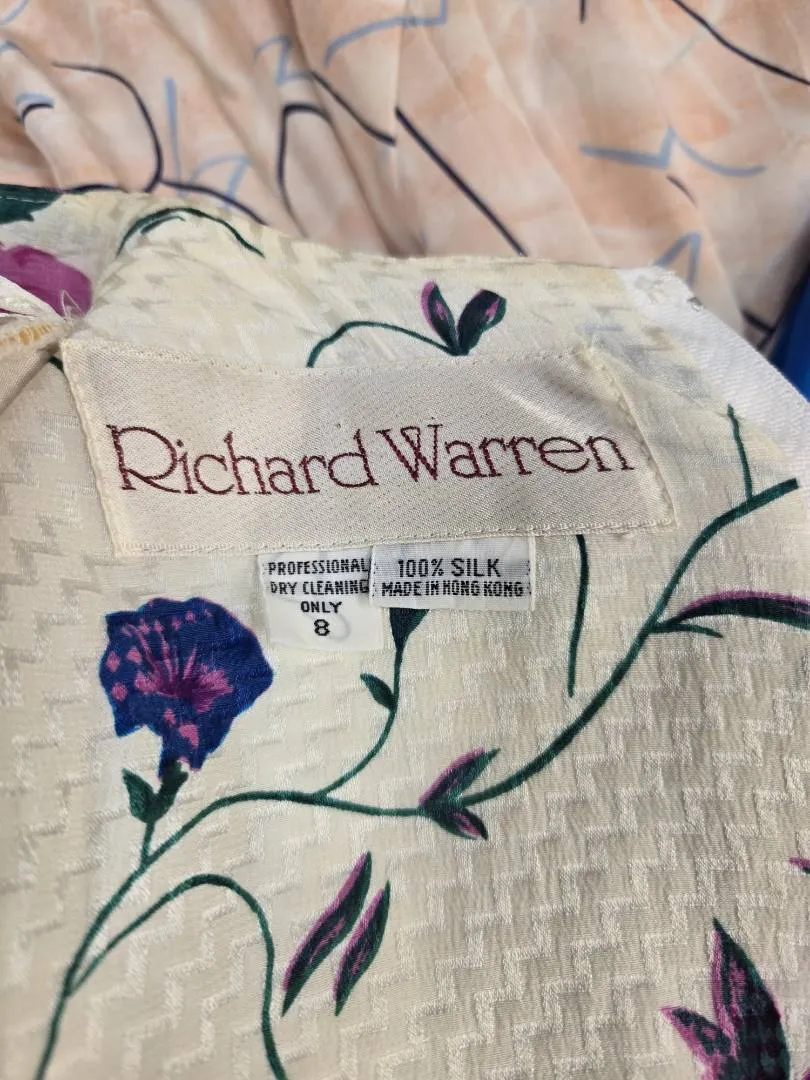 Richard Warren
PROFESSIONAL
DRY CLEANING
ONLY
8
100% SILK
MADE IN HONG KONG